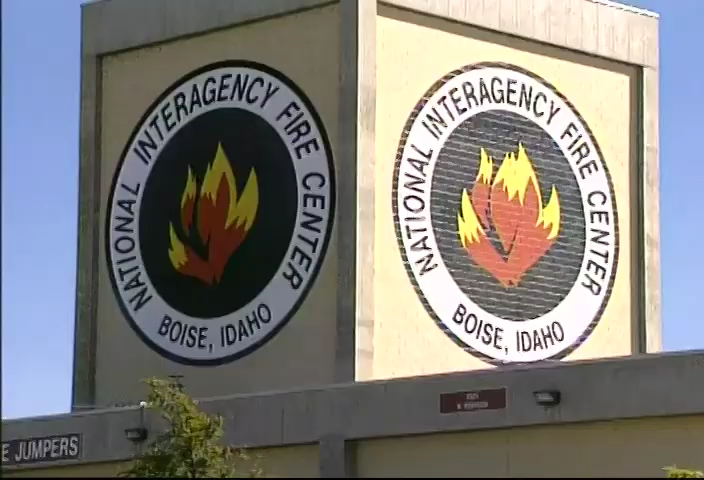 NATIONAL INTERAGENCY FIRE CENTER
BOISE, IDAHO
NATIONAL INTERAGENCY FIRE CENTER
BOISE, IDAHO
E JUMPERS